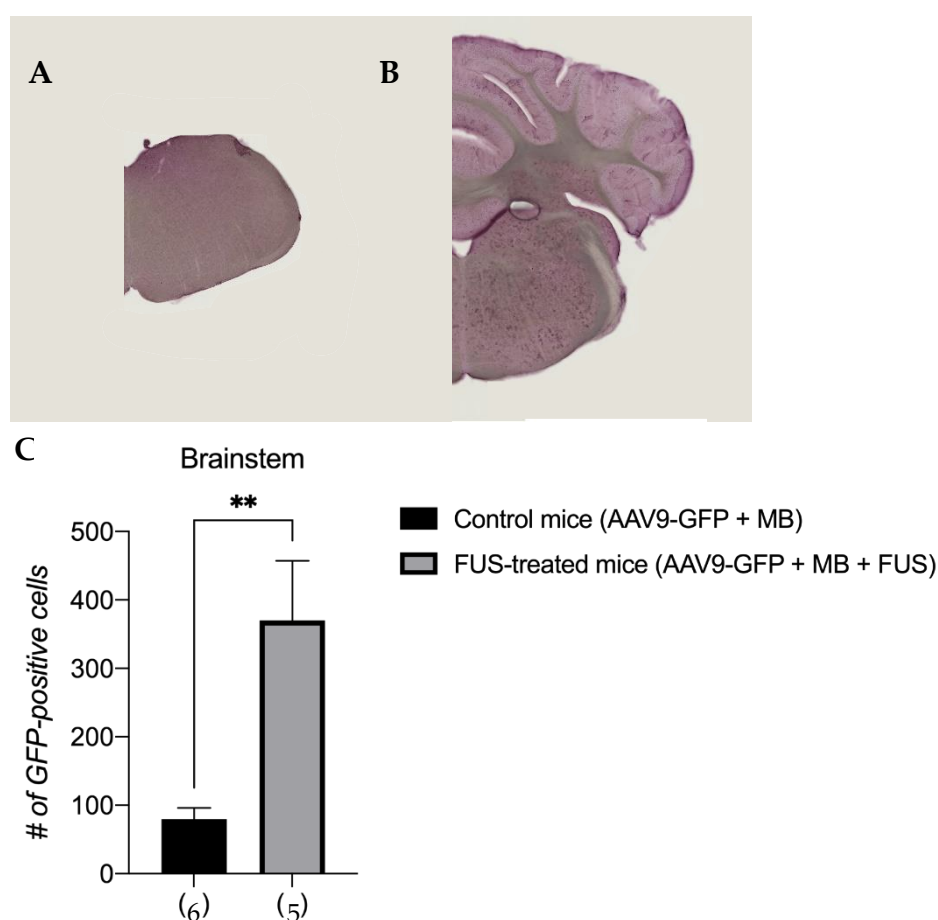 A
B
C
Brainstem
**
500
400
300
200
100
0
# of GFP-positive cells
(6)
(5)
Control mice (AAV9-GFP + MB)
FUS-treated mice (AAV9-GFP + MB + FUS)